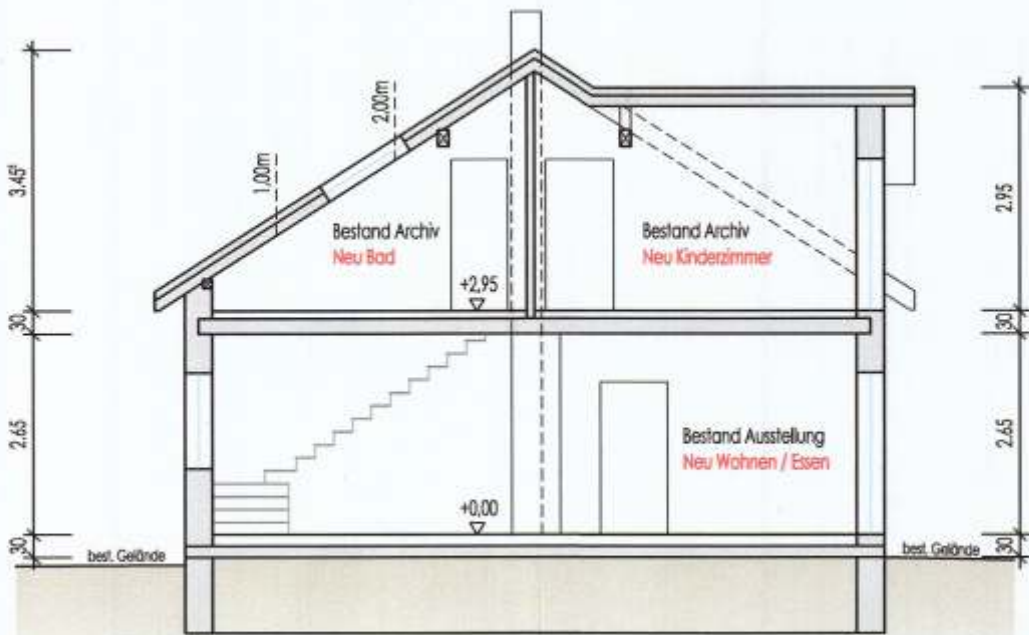 2,00m
1,00m
3.45⁵
2.95
Bestand Archiv
Neu Bad
Bestand Archiv
Neu Kinderzimmer
+2,95
30
30
2.65
2.65
Bestand Ausstellung
Neu Wohnen / Essen
+0,00
30
30
best. Gelände
best. Gelände